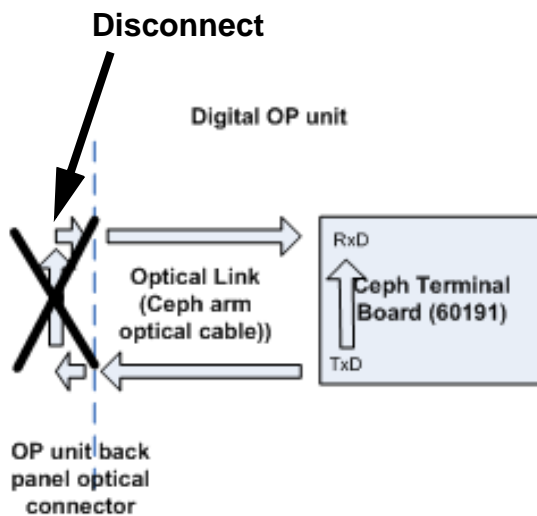 Disconnect
Digital OP unit
RxD
Optical Link
(Ceph arm
optical cable))
Ceph Terminal
Board (60191)
TxD
OP unit back
panel optical
connector